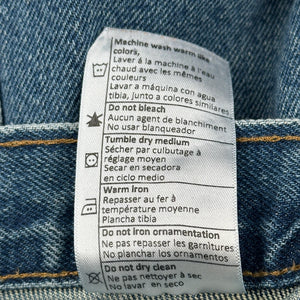 Machine wash warm like
colors,
Laver à la machine à l'eau
chaud avec les mêmes
couleurs
Lavar a máquina con agua
tibia, junto a colores similares
Do not bleach
Aucun agent de blanchiment
No usar blanqueador
Tumble dry medium
Sécher par culbutage à
réglage moyen
Secar en secadora
en ciclo medio
Warm iron
Repasser au fer à
température moyenne
Plancha tibia
Do not iron ornamentation
Ne pas repasser les garnitures
No planchar los ornamentos
Do not dry clean
Ne pas nettoyer à sec
No lavar en seco